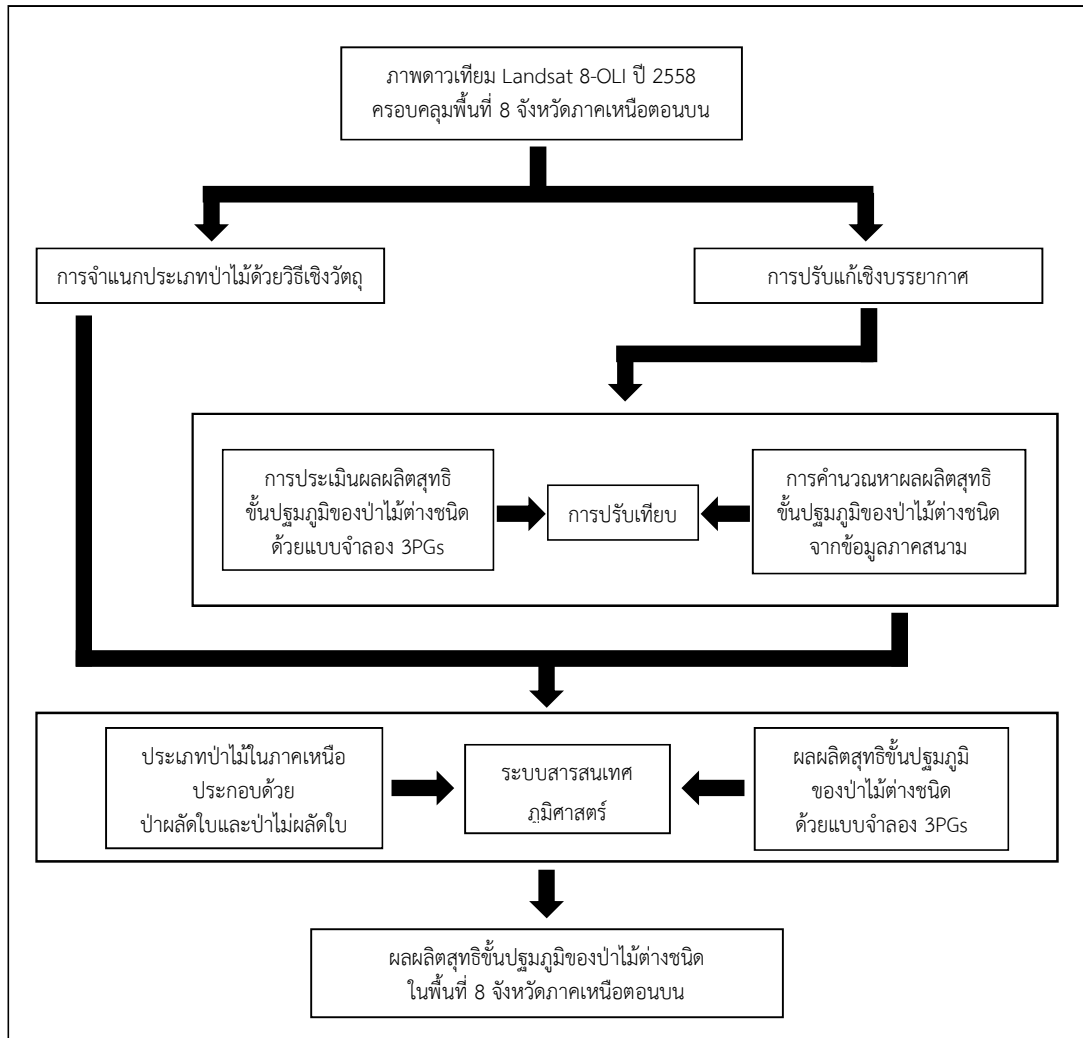 ภาพดาวเทียม Landsat 8-OLI ปี 2558
ครอบคลุมพื้นที่ 8 จังหวัดภาคเหนือตอนบน
การจำแนกประเภทป่าไม้ด้วยวิธีเชิงวัตถุ
การปรับแก้เชิงบรรยากาศ
การประเมินผลผลิตสุทธิ
ขั้นปฐมภูมิของป่าไม้ต่างชนิด
ด้วยแบบจำลอง 3PGs
การปรับเทียบ
การคำนวณหาผลผลิตสุทธิ
ขั้นปฐมภูมิของป่าไม้ต่างชนิด
จากข้อมูลภาคสนาม
ประเภทป่าไม้ในภาคเหนือ
ประกอบด้วย
ป่าผลัดใบและป่าไม่ผลัดใบ
ระบบสารสนเทศ
ภูมิศาสตร์
ผลผลิตสุทธิขั้นปฐมภูมิ
ของป่าไม้ต่างชนิด
ด้วยแบบจำลอง 3PGs
ผลผลิตสุทธิขั้นปฐมภูมิของป่าไม้ต่างชนิด
ในพื้นที่ 8 จังหวัดภาคเหนือตอนบน